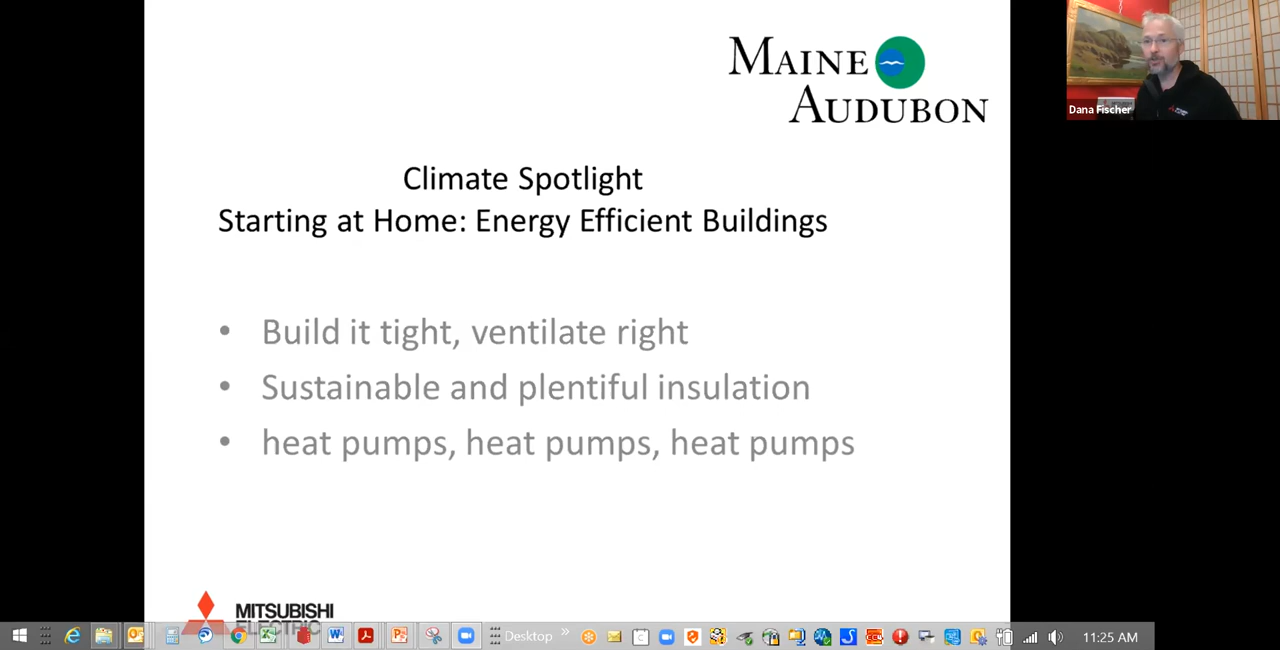 MAINE
AUDUBON
Dana Fischer
Climate Spotlight
Starting at Home: Energy Efficient Buildings
• Build it tight, ventilate right
• Sustainable and plentiful insulation
• heat pumps, heat pumps, heat pumps
MITSUBISHI
ELECTRIC
Desktop
11:25 AM